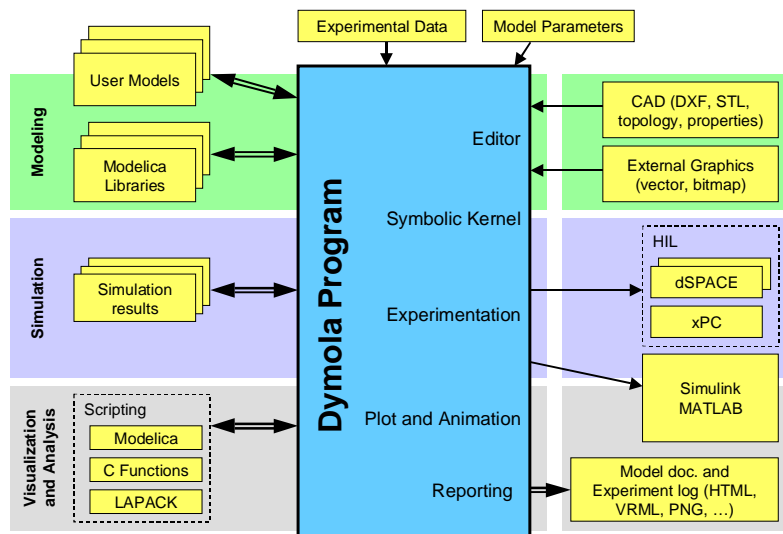 Experimental Data
Model Parameters
Modeling
User Models
Modelica
Libraries
Simulation
Simulation
results
Visualization
and Analysis
Scripting
Modelica
C Functions
LAPACK
Dymola Program
Editor
Symbolic Kernel
Experimentation
Plot and Animation
Reporting
CAD (DXF, STL,
topology, properties)
External Graphics
(vector, bitmap)
HIL
dSPACE
xPC
Simulink
MATLAB
Model doc. and
Experiment log (HTML,
VRML, PNG, …)